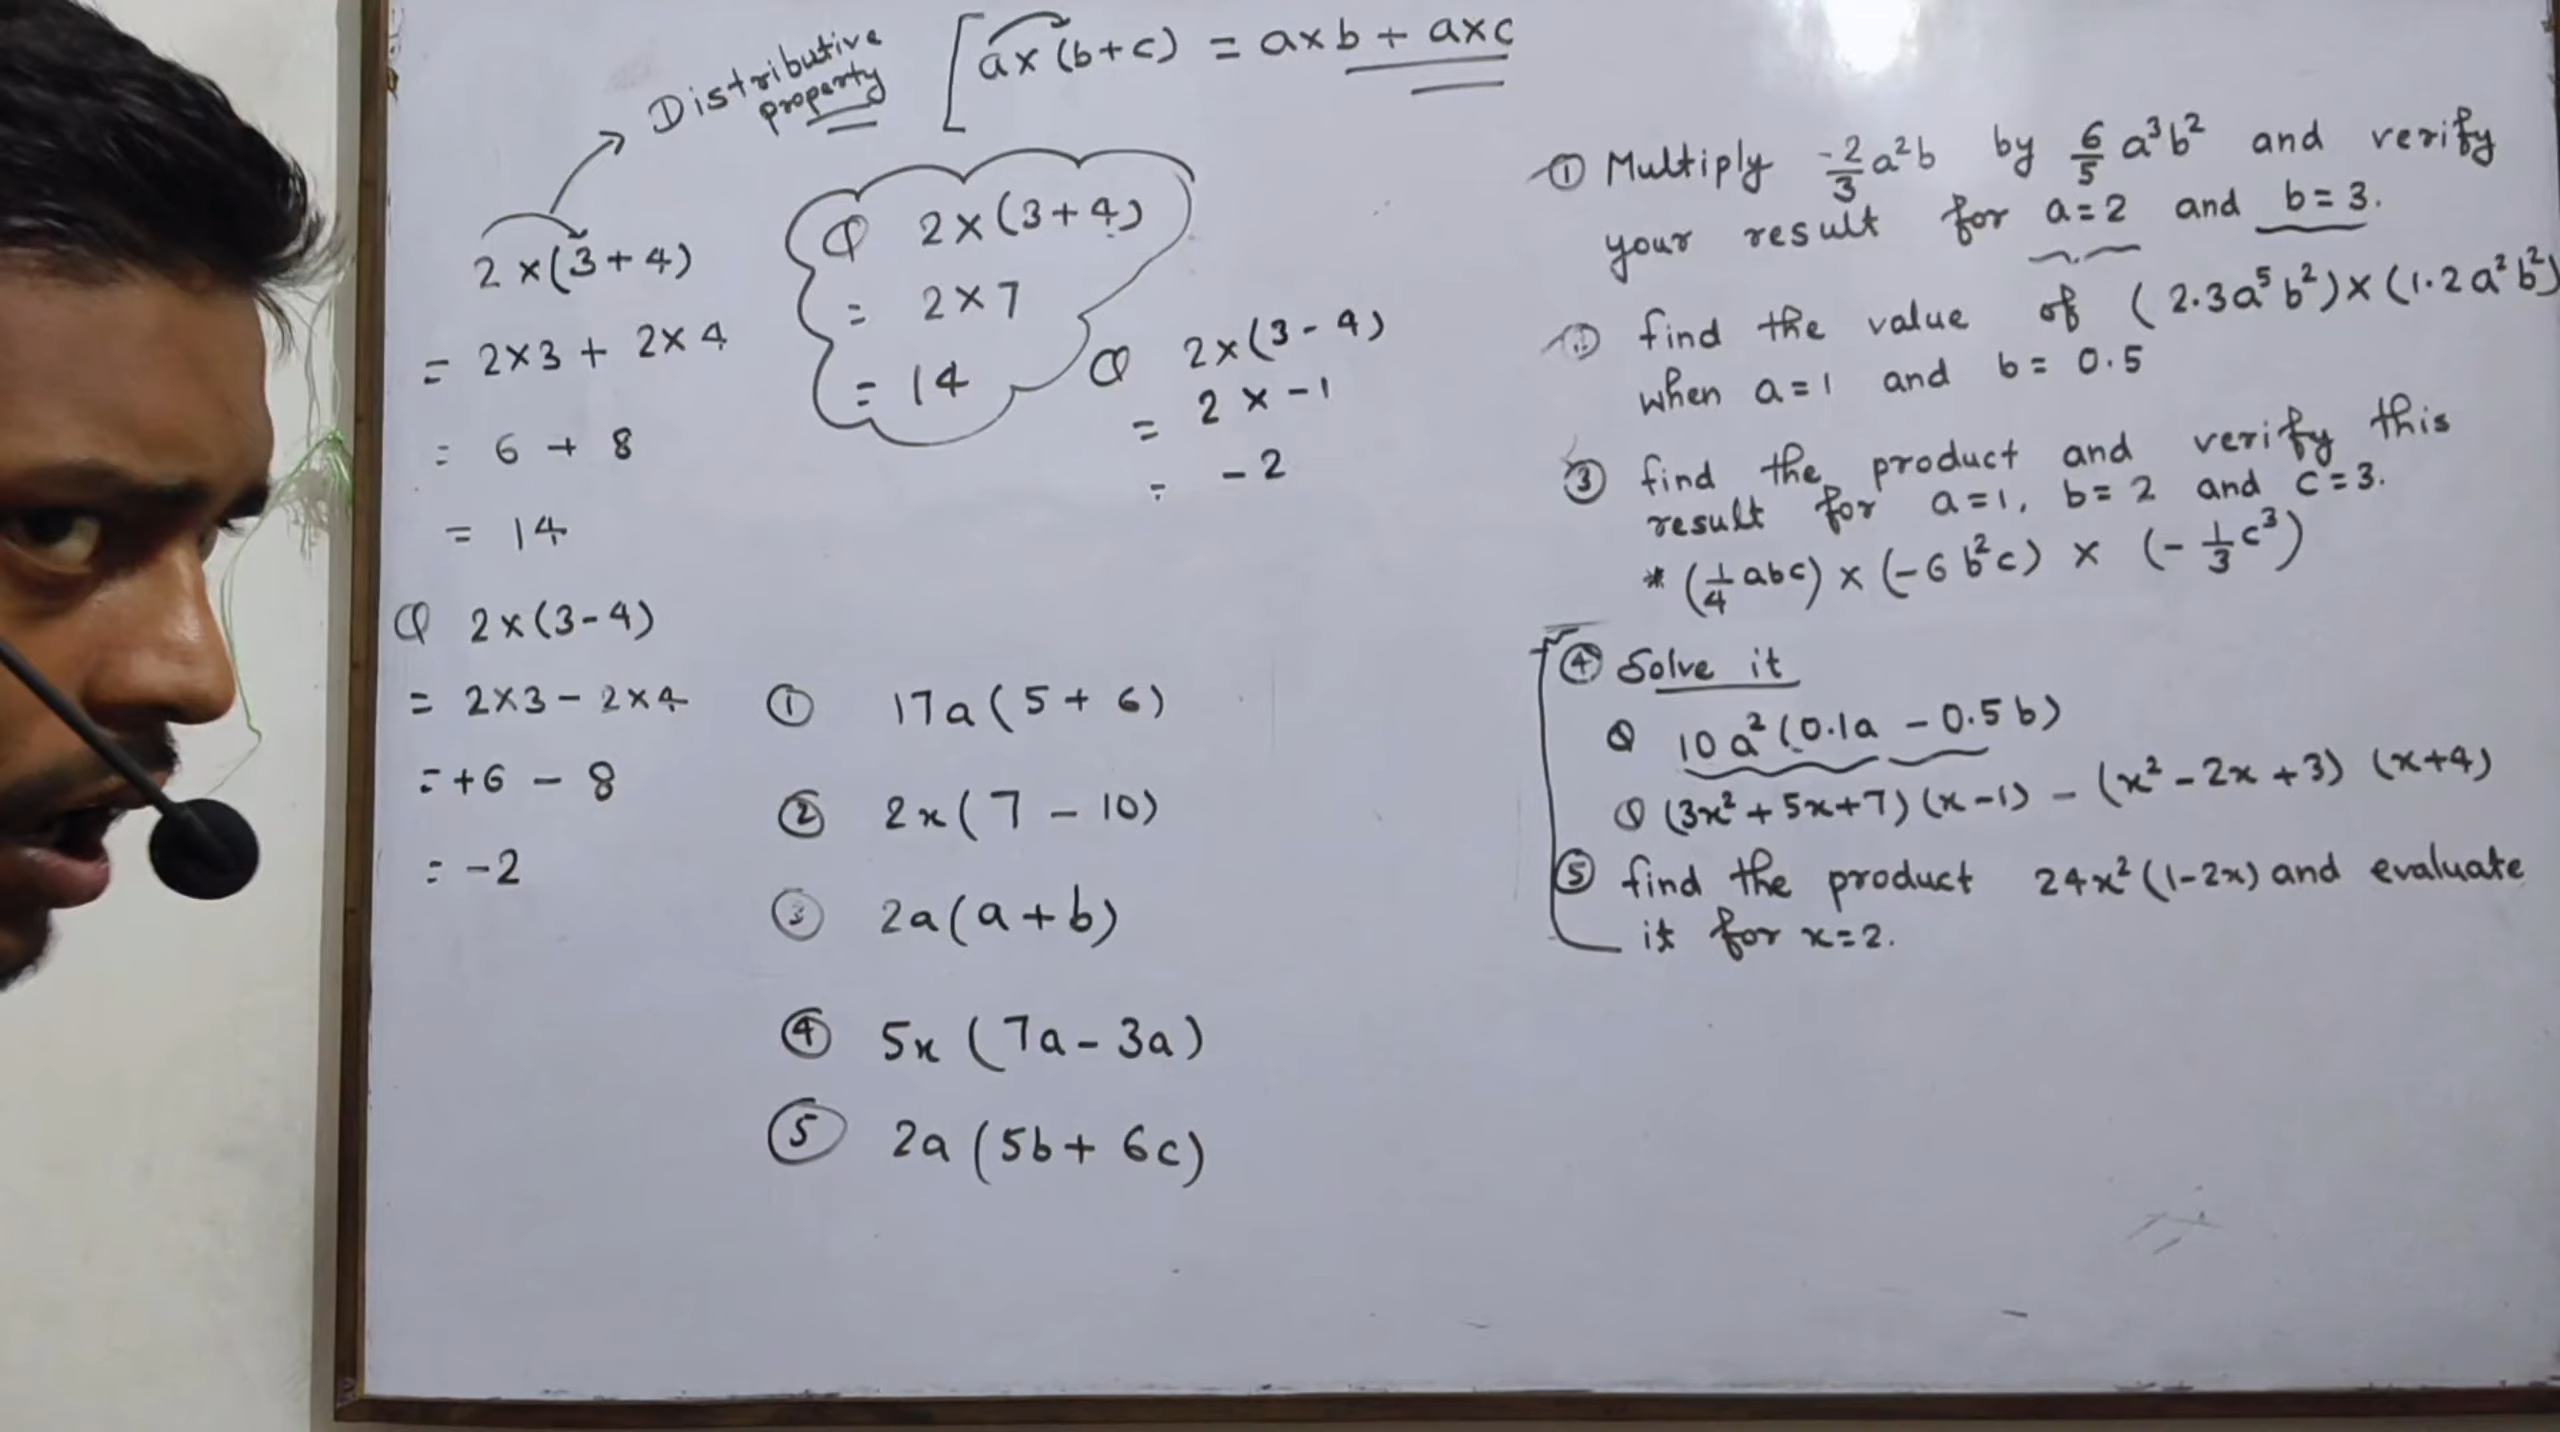 Distributive
property
[a×(b+c) = a×b + a×c
2×(3+4)
= 2×3 + 2×4
= 6 + 8
= 14
Q 2×(3-4)
= 2×3 - 2×4
= +6 - 8
= -2
Q 2×(3+4)
= 2×7
= 14
Q 2×(3-4)
= 2 × -1
= -2
① 17a(5+6)
② 2x(7-10)
③ 2a(a+b)
④ 5x(7a-3a)
⑤ 2a(5b+6c)
① Multiply -2/3 a²b by 6/5 a³b² and verify
your result for a=2 and b=3.
② find the value of (2.3a⁵b²)×(1.2a²b²)
when a=1 and b=0.5
③ find the product and verify this
result for a=1, b=2 and c=3.
* (1/4 abc) × (-6b²c) × (-1/3 c³)
④ Solve it
Q 10a²(0.1a - 0.5b)
Q (3x²+5x+7)(x-1) - (x²-2x+3)(x+4)
⑤ find the product 24x²(1-2x) and evaluate
it for x=2.